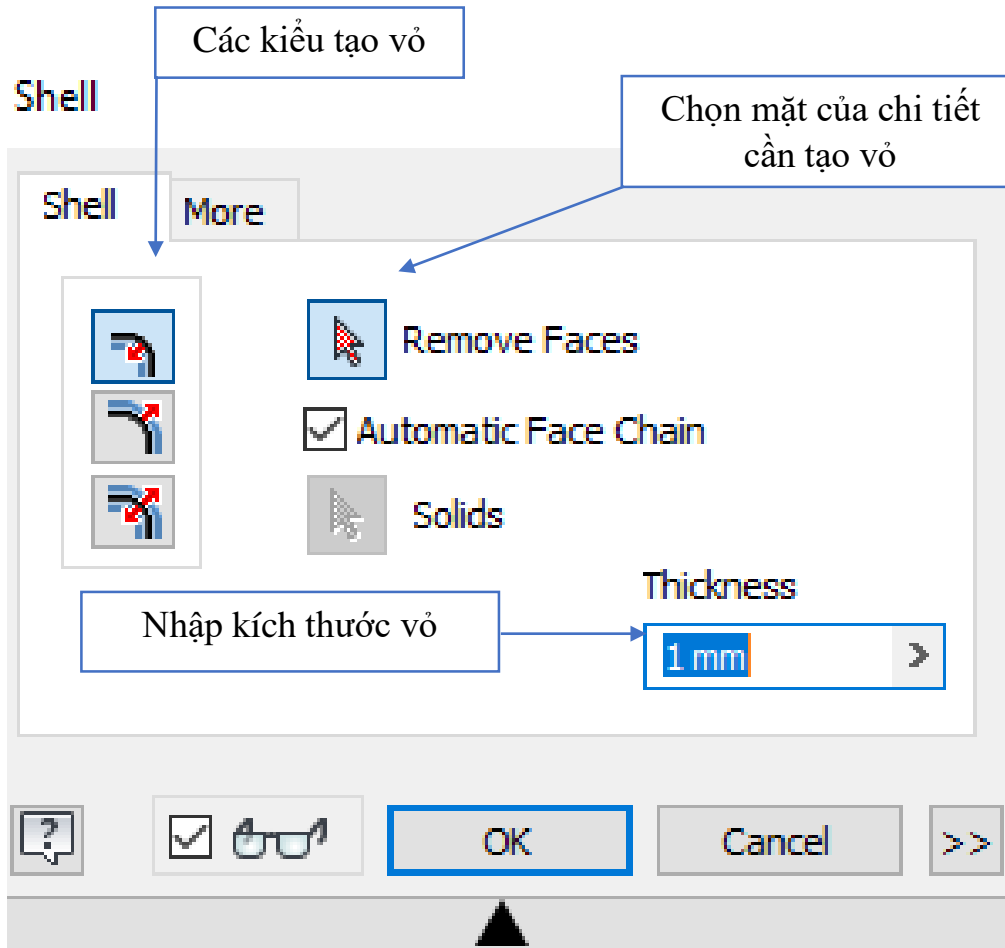 Các kiểu tạo vỏ
Shell
Chọn mặt của chi tiết
cần tạo vỏ
Shell
More
Remove Faces
Automatic Face Chain
Solids
Thickness
Nhập kích thước vỏ
1 mm
>
?
OK
Cancel
>>